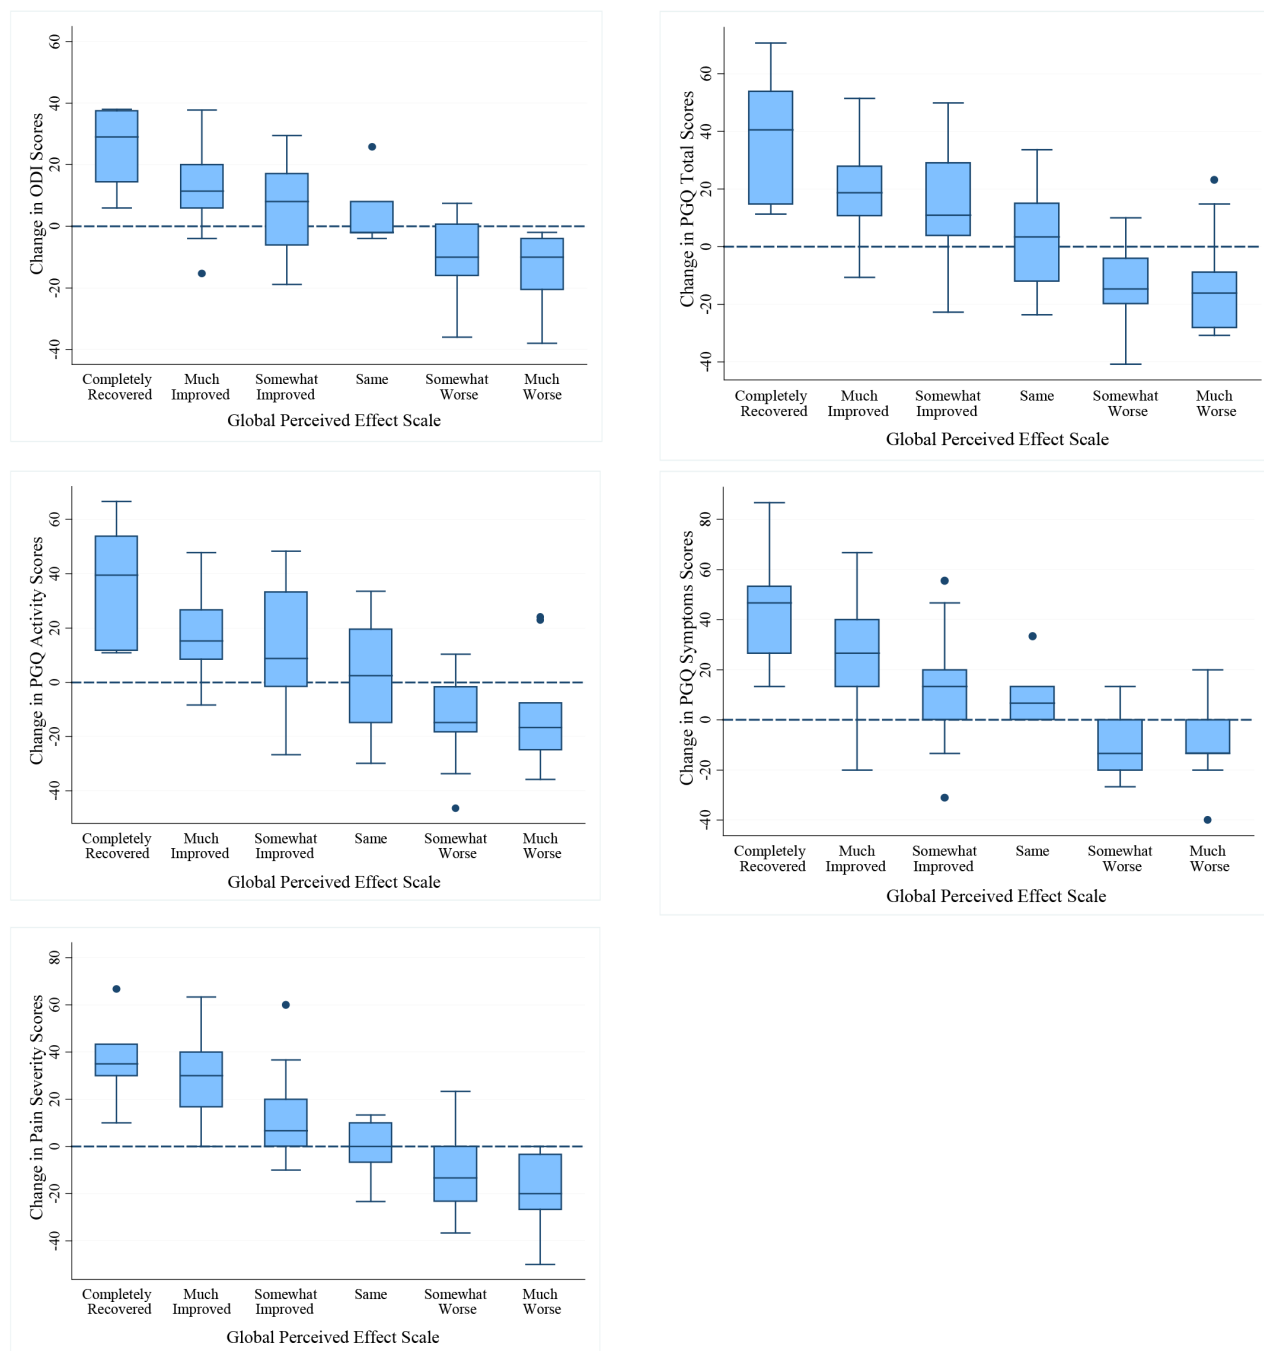 Change in ODI Scores
60
40
20
0
-20
-40
Completely
Recovered
Much
Improved
Somewhat
Improved
Same
Somewhat
Worse
Much
Worse
Global Perceived Effect Scale
Change in PGQ Total Scores
60
40
20
0
-20
-40
Completely
Recovered
Much
Improved
Somewhat
Improved
Same
Somewhat
Worse
Much
Worse
Global Perceived Effect Scale
Change in PGQ Activity Scores
60
40
20
0
-20
-40
Completely
Recovered
Much
Improved
Somewhat
Improved
Same
Somewhat
Worse
Much
Worse
Global Perceived Effect Scale
Change in PGQ Symptoms Scores
80
60
40
20
0
-20
-40
Completely
Recovered
Much
Improved
Somewhat
Improved
Same
Somewhat
Worse
Much
Worse
Global Perceived Effect Scale
Change in Pain Severity Scores
80
60
40
20
0
-20
-40
Completely
Recovered
Much
Improved
Somewhat
Improved
Same
Somewhat
Worse
Much
Worse
Global Perceived Effect Scale